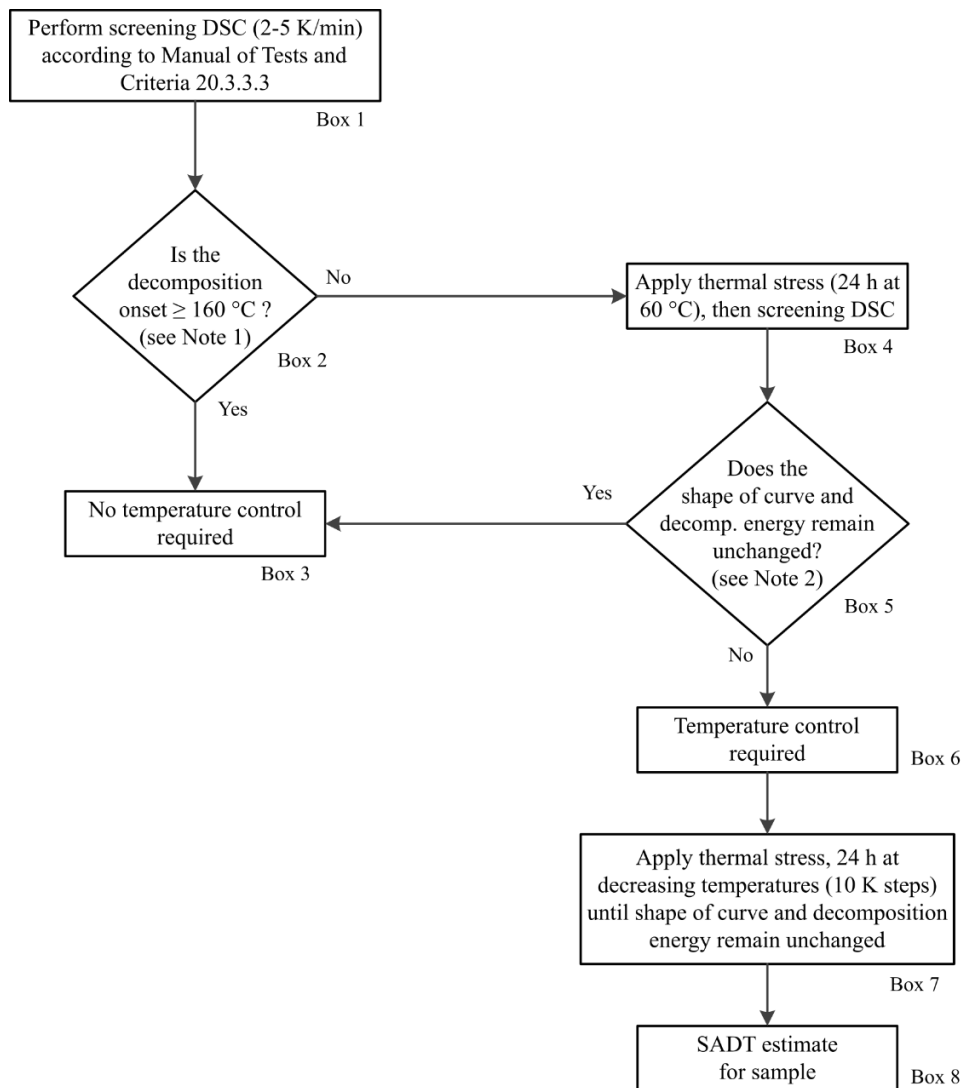 Perform screening DSC (2-5 K/min)
according to Manual of Tests and
Criteria 20.3.3.3
Box 1
Is the
decomposition
onset ≥ 160 °C ?
(see Note 1)
Box 2
No
Yes
Apply thermal stress (24 h at
60 °C), then screening DSC
Box 4
No temperature control
required
Box 3
Yes
Does the
shape of curve and
decomp. energy remain
unchanged?
(see Note 2)
Box 5
No
Temperature control
required
Box 6
Apply thermal stress, 24 h at
decreasing temperatures (10 K steps)
until shape of curve and decomposition
energy remain unchanged
Box 7
SADT estimate
for sample
Box 8